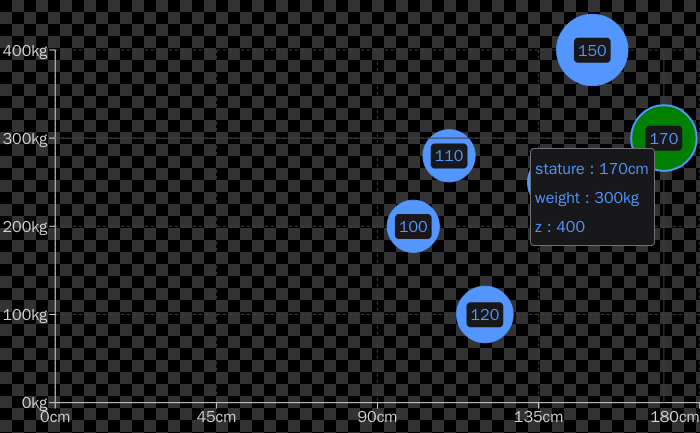 400kg
150
300kg
170
110
stature : 170cm
weight : 300kg
z : 400
200kg
100
100kg
120
0kg
0cm
45cm
90cm
135cm
180cm